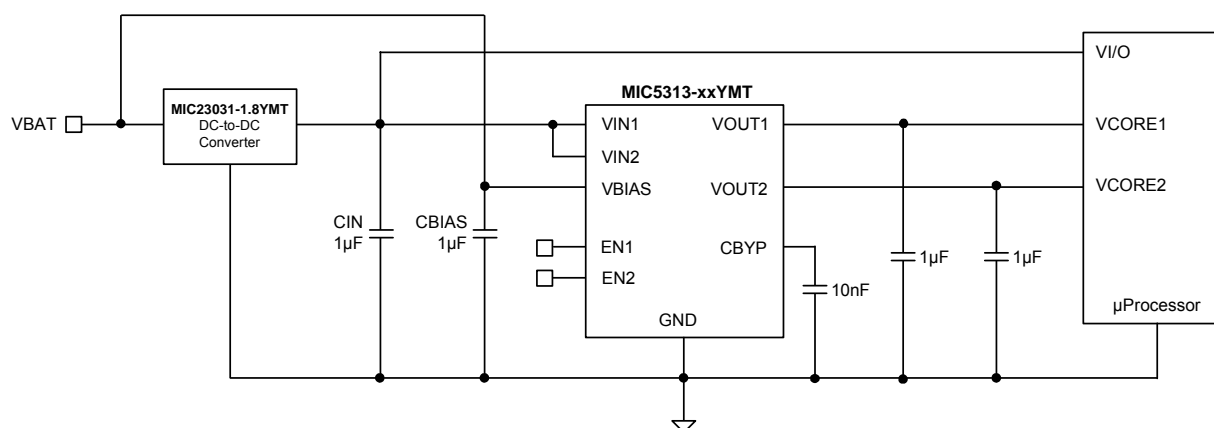 VBAT
MIC23031-1.8YMT
DC-to-DC
Converter
CIN
1µF
CBIAS
1µF
MIC5313-xxYMT
VIN1
VIN2
VBIAS
EN1
EN2
VOUT1
VOUT2
CBYP
GND
10nF
1µF
1µF
VI/O
VCORE1
VCORE2
µProcessor